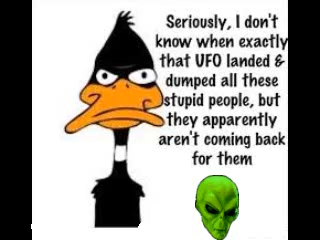 Seriously, I don't
know when exactly
that UFO landed &
dumped all these
stupid people, but
they apparently
aren't coming back
for them